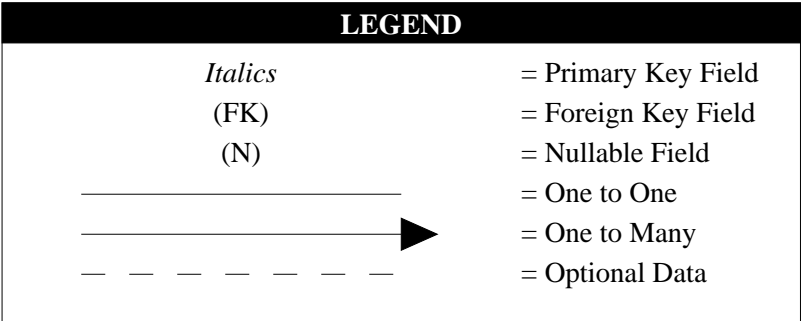 LEGEND
Italics = Primary Key Field
(FK) = Foreign Key Field
(N) = Nullable Field
= One to One
= One to Many
= Optional Data